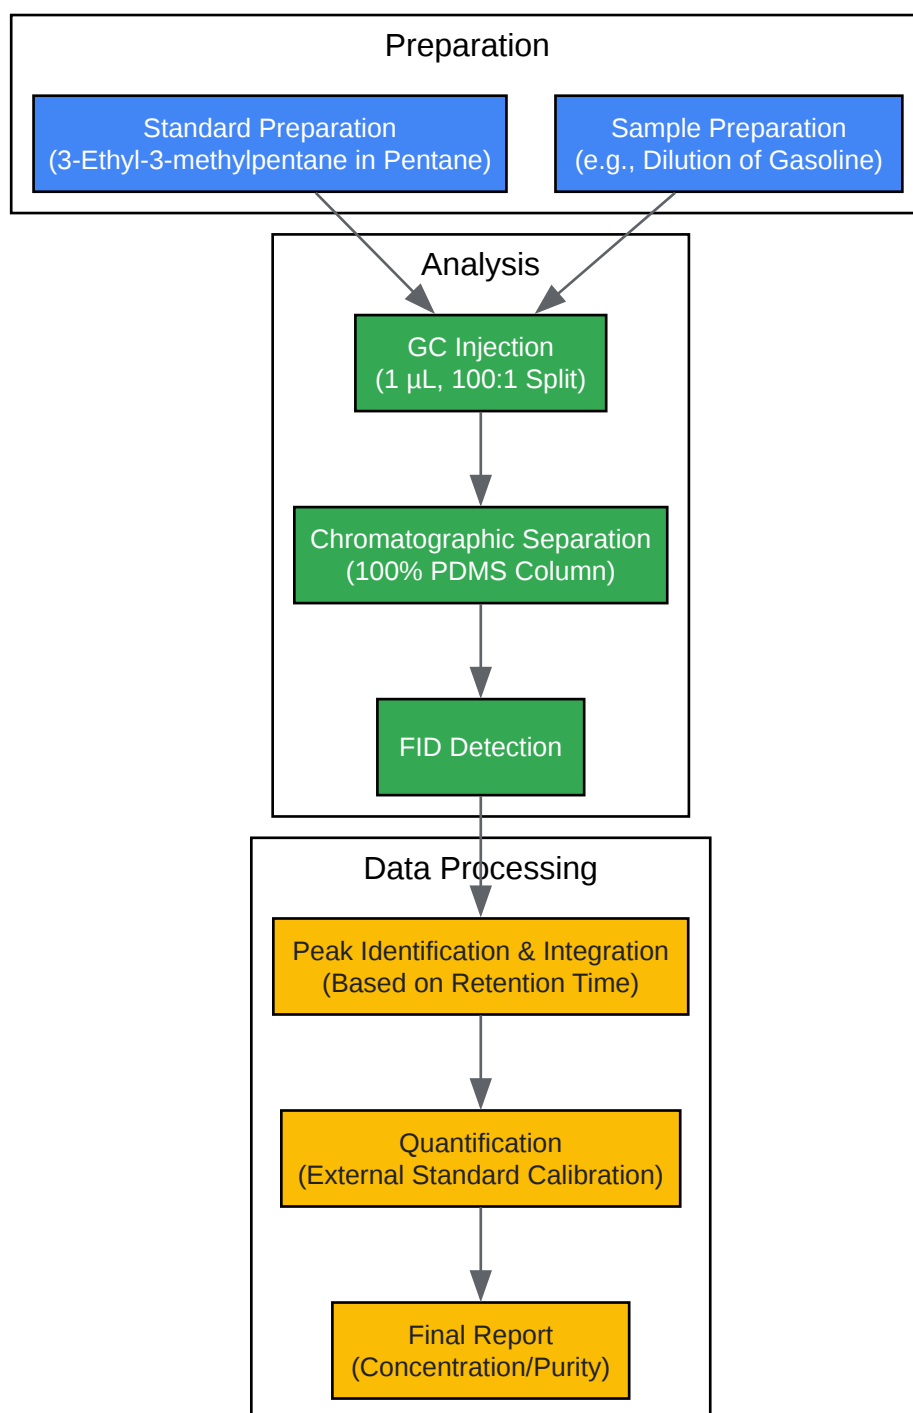 Preparation
Standard Preparation
(3-Ethyl-3-methylpentane in Pentane)
Sample Preparation
(e.g., Dilution of Gasoline)
Analysis
GC Injection
(1 µL, 100:1 Split)
Chromatographic Separation
(100% PDMS Column)
FID Detection
Data Processing
Peak Identification & Integration
(Based on Retention Time)
Quantification
(External Standard Calibration)
Final Report
(Concentration/Purity)